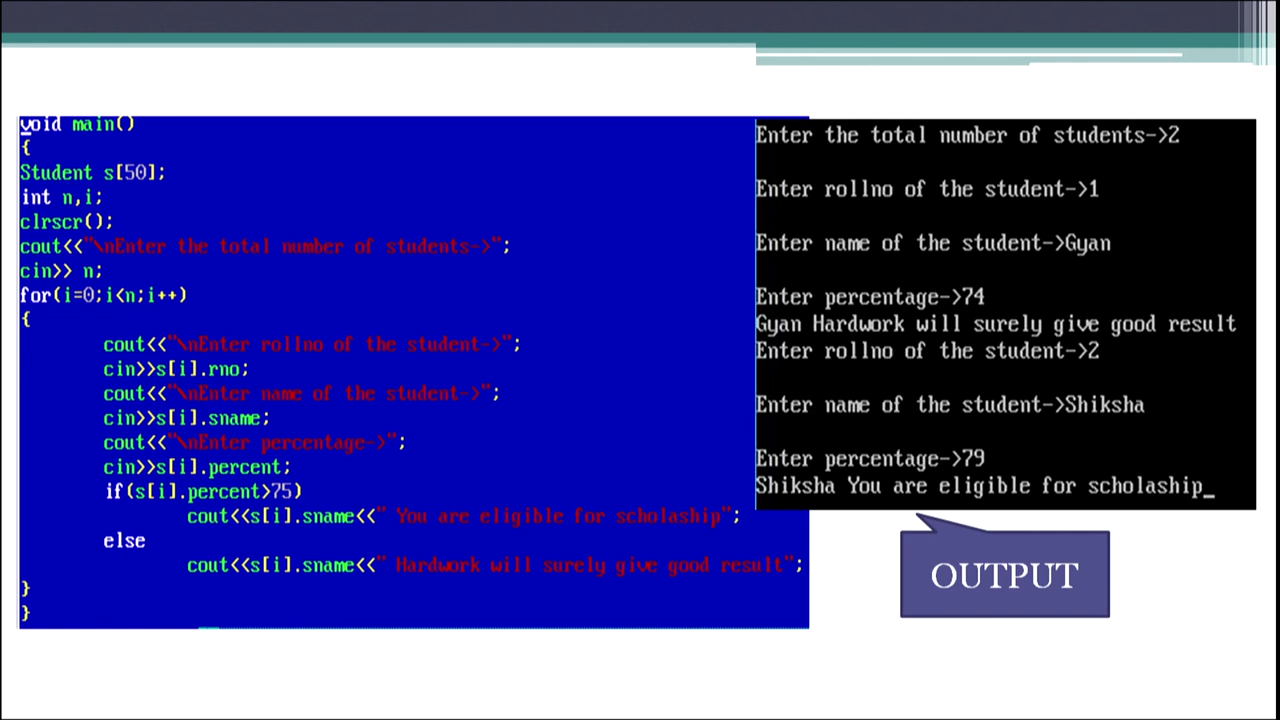 void main()
{
Student s[50];
int n,i;
clrscr();
cout<<"\nEnter the total number of students->";
cin>> n;
for(i=0;i<n;i++)
{
cout<<"\nEnter rollno of the student->";
cin>>s[i].rno;
cout<<"\nEnter name of the student->";
cin>>s[i].sname;
cout<<"\nEnter percentage->";
cin>>s[i].percent;
if(s[i].percent>75)
cout<<s[i].sname<<" You are eligible for scholaship";
else
cout<<s[i].sname<<" Hardwork will surely give good result";
}
}
Enter the total number of students->2
Enter rollno of the student->1
Enter name of the student->Gyan
Enter percentage->74
Gyan Hardwork will surely give good result
Enter rollno of the student->2
Enter name of the student->Shiksha
Enter percentage->79
Shiksha You are eligible for scholaship_
OUTPUT